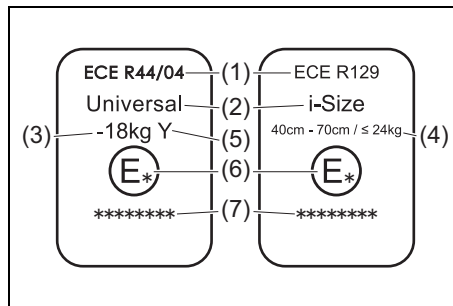 ECE R44/04 (1) ECE R129
Universal (2) i-Size
(3) -18kg Y (5) 40cm - 70cm / ≤ 24kg (4)
E* (6) E*
******** (7) ********